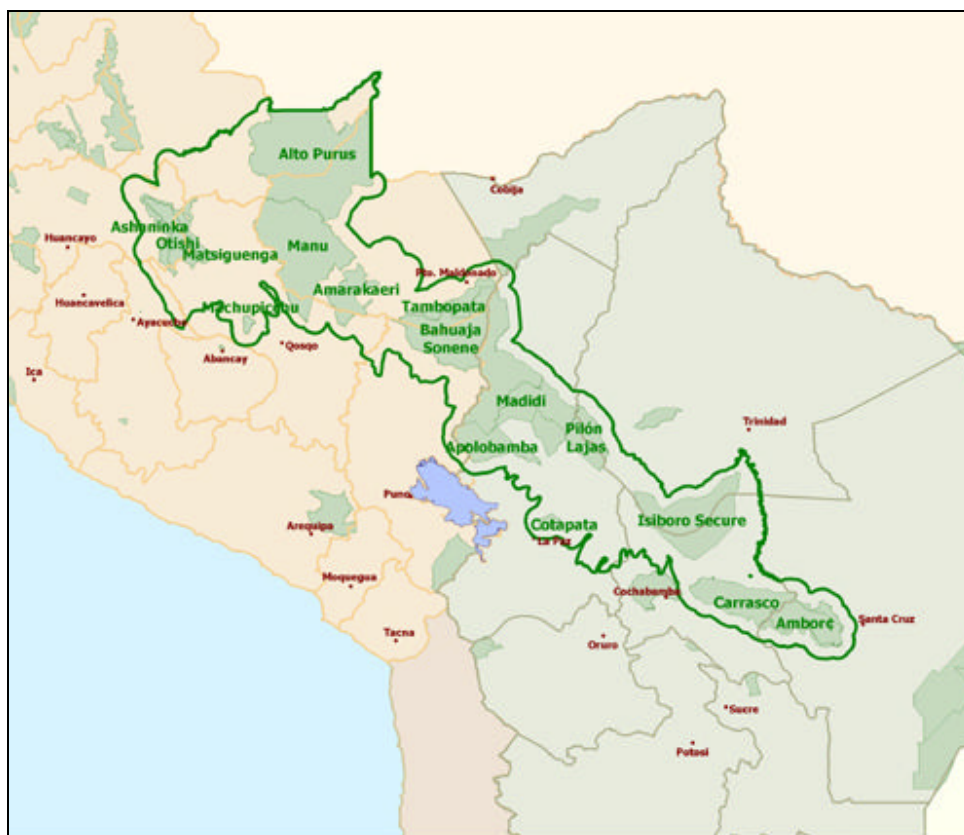 Alto Purus
Cobija
Ashaninka
Otishi
Matsiguenga
Huancayo
Manu
Pto. Maldonado
Amarakaeri
Huancavelica
Machupicchu
Tambopata
Ayacucho
Bahuaja
Sonene
Qosqo
Abancay
Ica
Madidi
Trinidad
Pilón
Lajas
Apolobamba
Puno
Isiboro Secure
Arequipa
Cotapata
La Paz
Moquegua
Cochabamba
Carrasco
Amboró
Santa Cruz
Tacna
Oruro
Sucre
Potosi